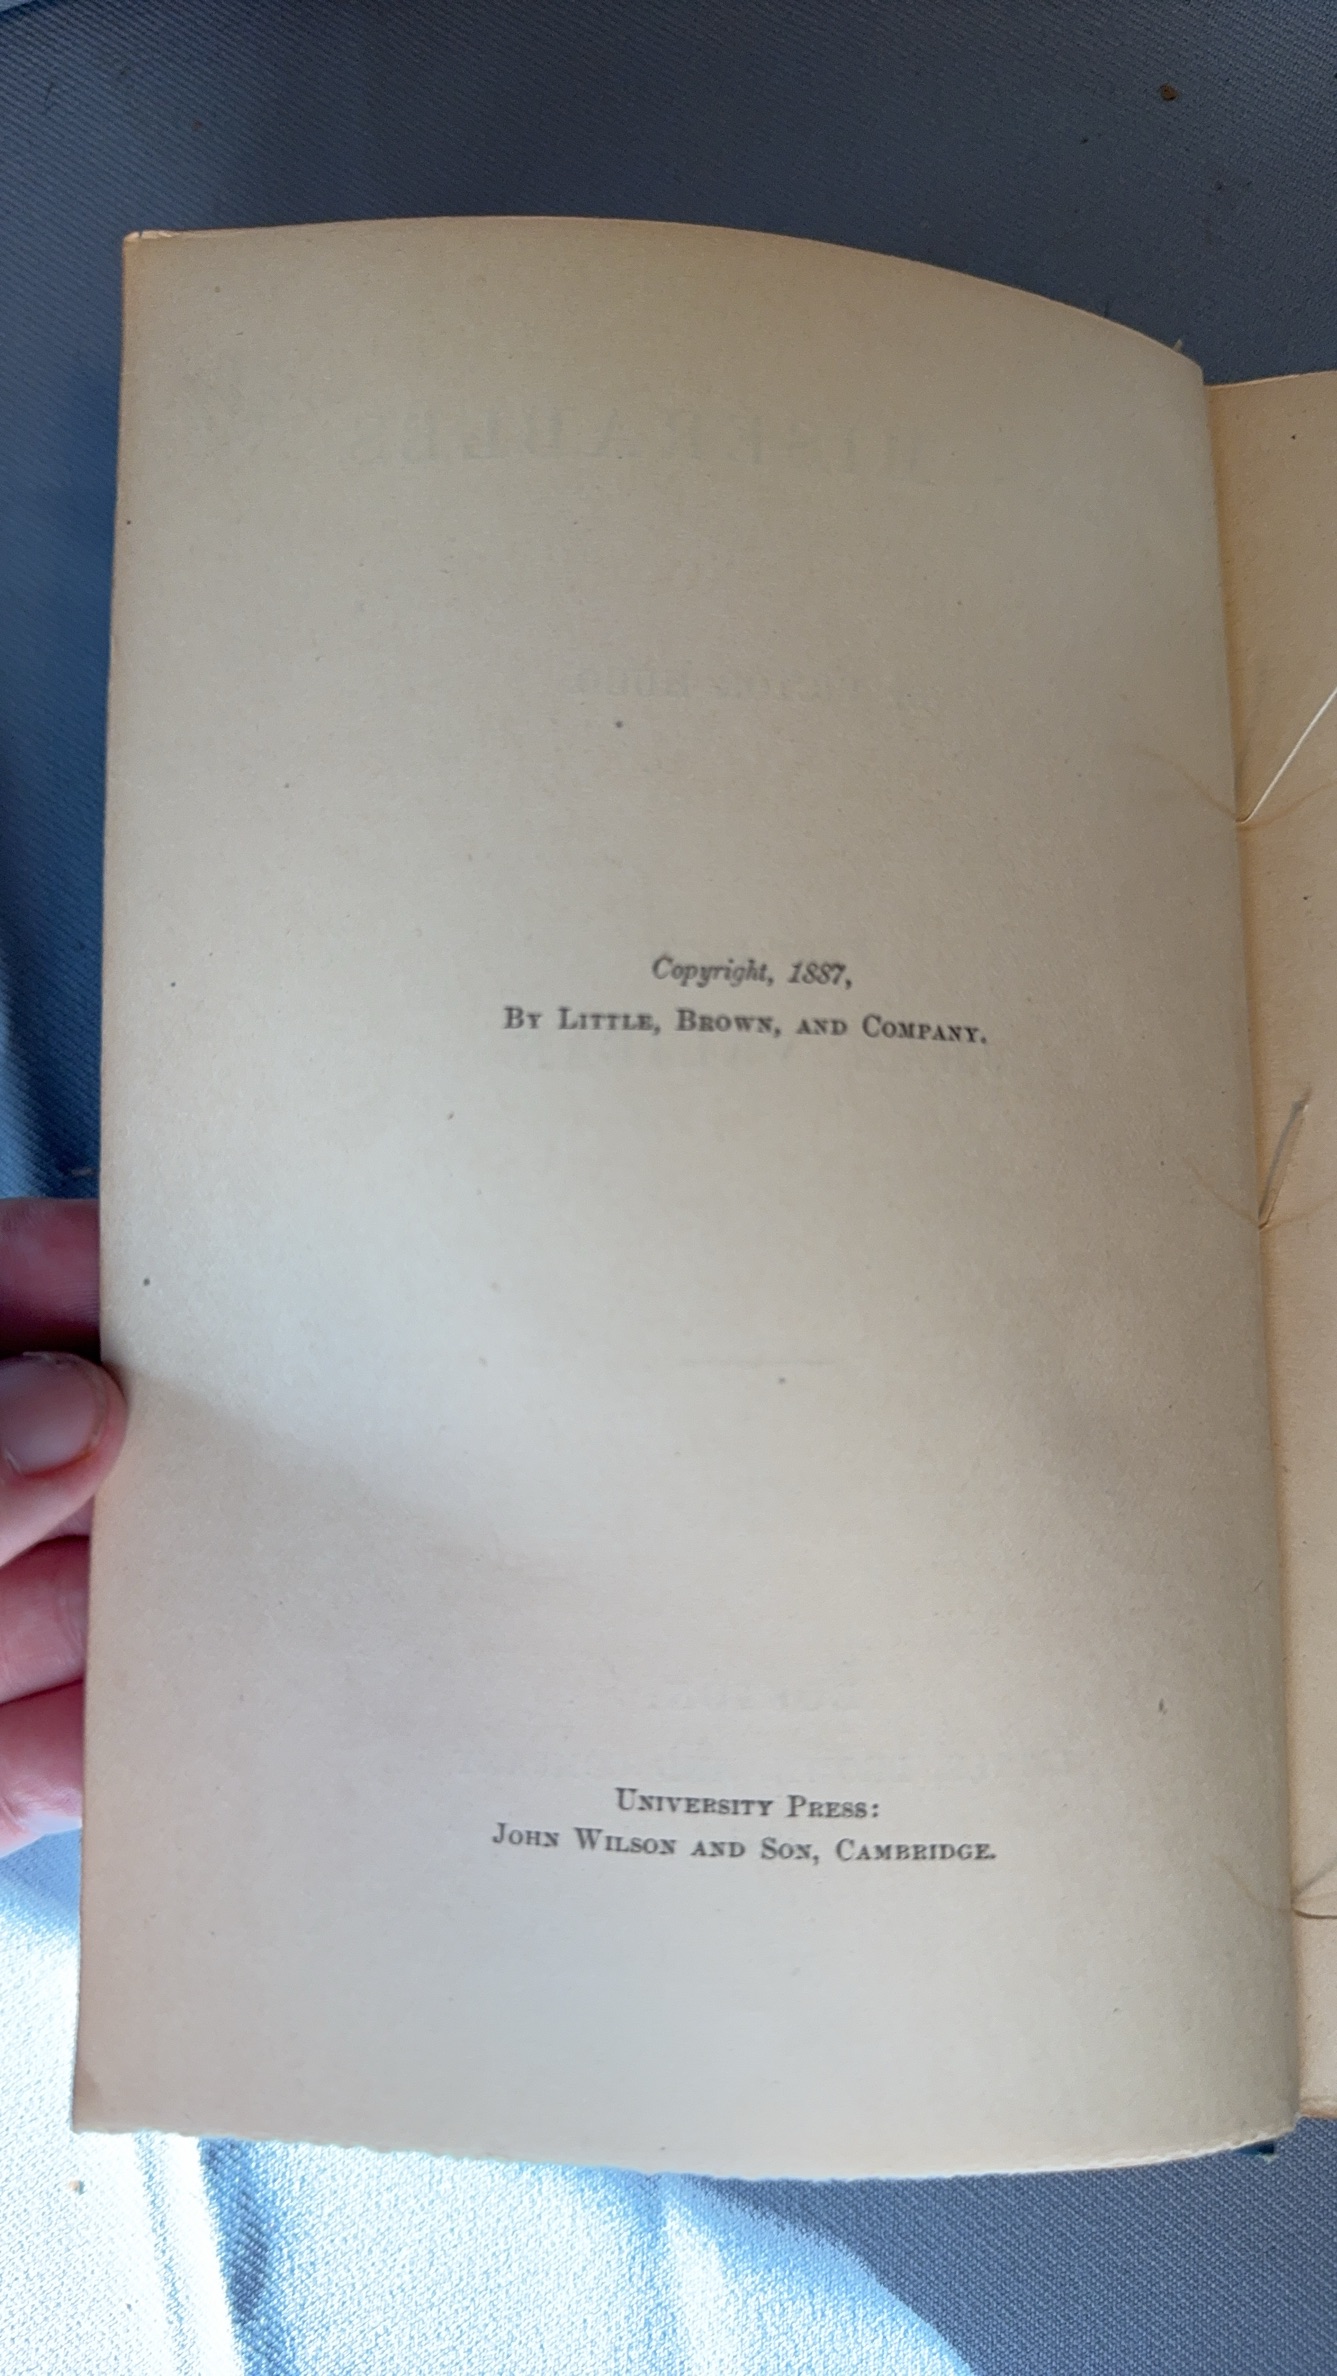 Copyright, 1887,
By Little, Brown, and Company.
University Press:
John Wilson and Son, Cambridge.